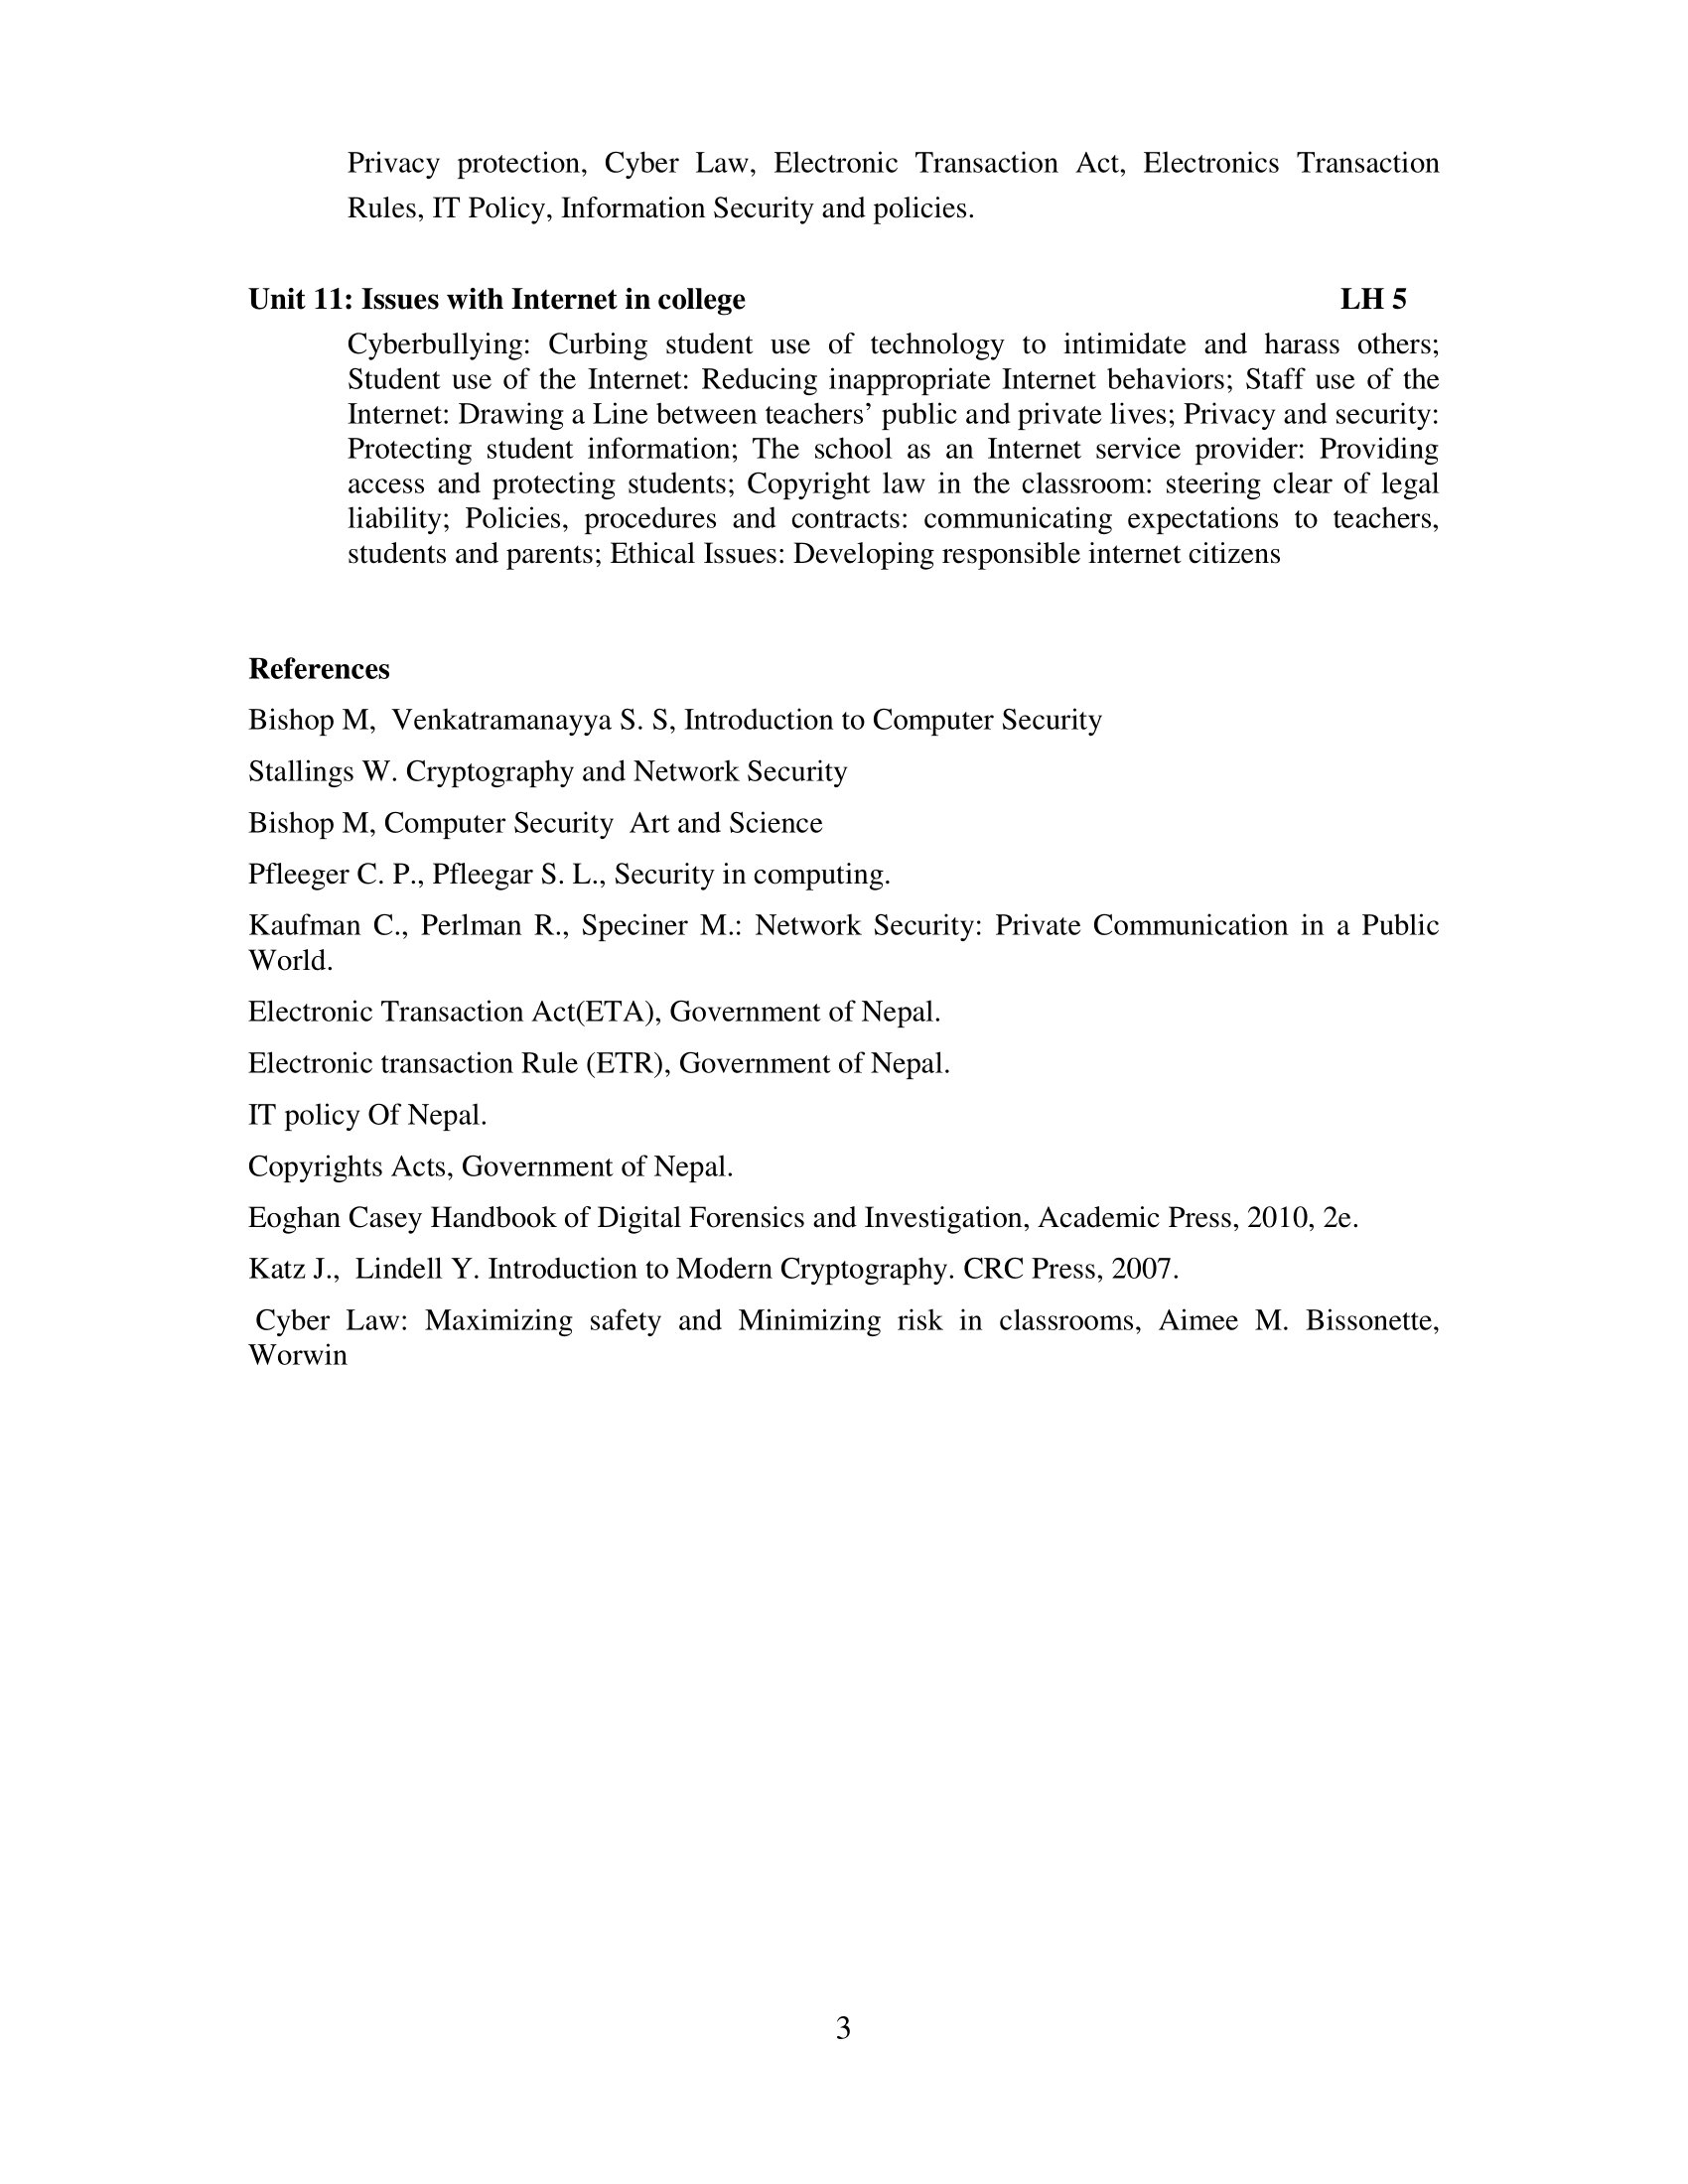 Privacy protection, Cyber Law, Electronic Transaction Act, Electronics Transaction
Rules, IT Policy, Information Security and policies.
Unit 11: Issues with Internet in college LH 5
Cyberbullying: Curbing student use of technology to intimidate and harass others;
Student use of the Internet: Reducing inappropriate Internet behaviors; Staff use of the
Internet: Drawing a Line between teachers’ public and private lives; Privacy and security:
Protecting student information; The school as an Internet service provider: Providing
access and protecting students; Copyright law in the classroom: steering clear of legal
liability; Policies, procedures and contracts: communicating expectations to teachers,
students and parents; Ethical Issues: Developing responsible internet citizens
References
Bishop M,  Venkatramanayya S. S, Introduction to Computer Security
Stallings W. Cryptography and Network Security
Bishop M, Computer Security  Art and Science
Pfleeger C. P., Pfleegar S. L., Security in computing.
Kaufman C., Perlman R., Speciner M.: Network Security: Private Communication in a Public
World.
Electronic Transaction Act(ETA), Government of Nepal.
Electronic transaction Rule (ETR), Government of Nepal.
IT policy Of Nepal.
Copyrights Acts, Government of Nepal.
Eoghan Casey Handbook of Digital Forensics and Investigation, Academic Press, 2010, 2e.
Katz J.,  Lindell Y. Introduction to Modern Cryptography. CRC Press, 2007.
Cyber Law: Maximizing safety and Minimizing risk in classrooms, Aimee M. Bissonette,
Worwin
3